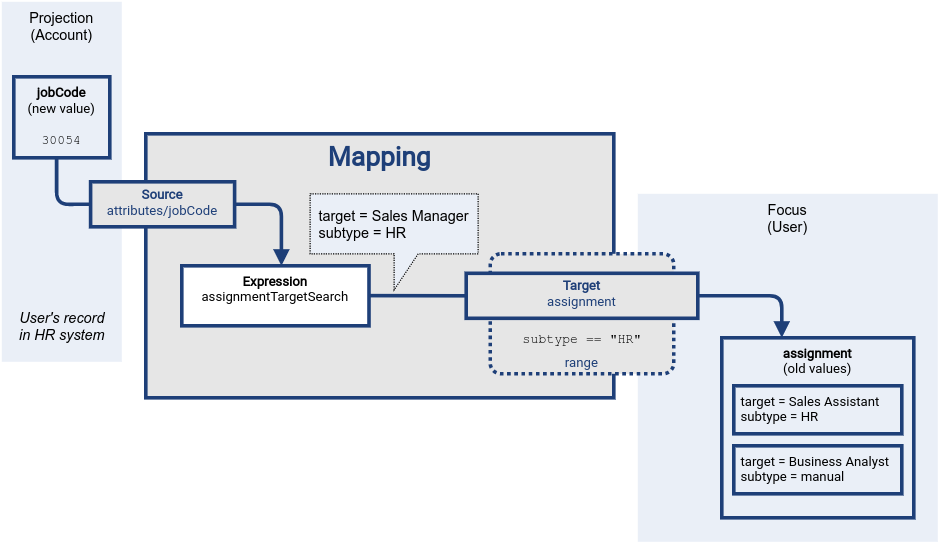 Projection
(Account)
jobCode
(new value)
30054
User's record
in HR system
Mapping
Source
attributes/jobCode
target = Sales Manager
subtype = HR
Expression
assignmentTargetSearch
Target
assignment
subtype == "HR"
range
Focus
(User)
assignment
(old values)
target = Sales Assistant
subtype = HR
target = Business Analyst
subtype = manual